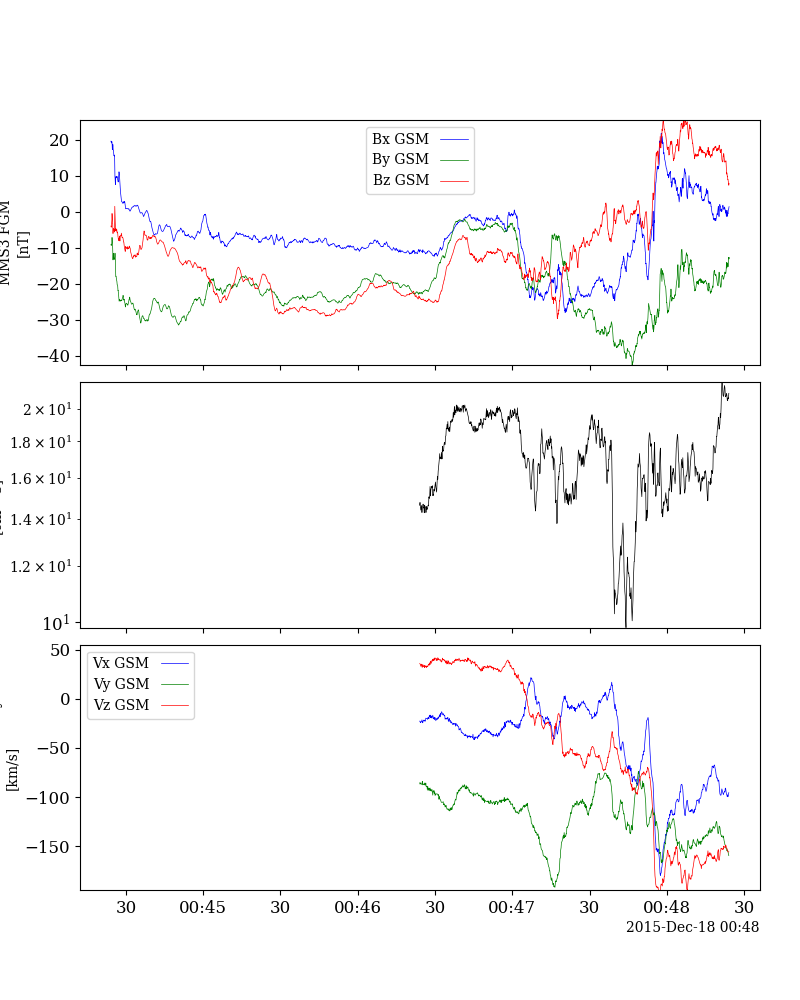 MMS3 FGM
[nT]
20
10
0
−10
−20
−30
−40
Bx GSM
By GSM
Bz GSM
2 × 10¹
1.8 × 10¹
1.6 × 10¹
1.4 × 10¹
1.2 × 10¹
10¹
[km/s]
50
0
−50
−100
−150
Vx GSM
Vy GSM
Vz GSM
30 00:45 30 00:46 30 00:47 30 00:48 30
2015-Dec-18 00:48